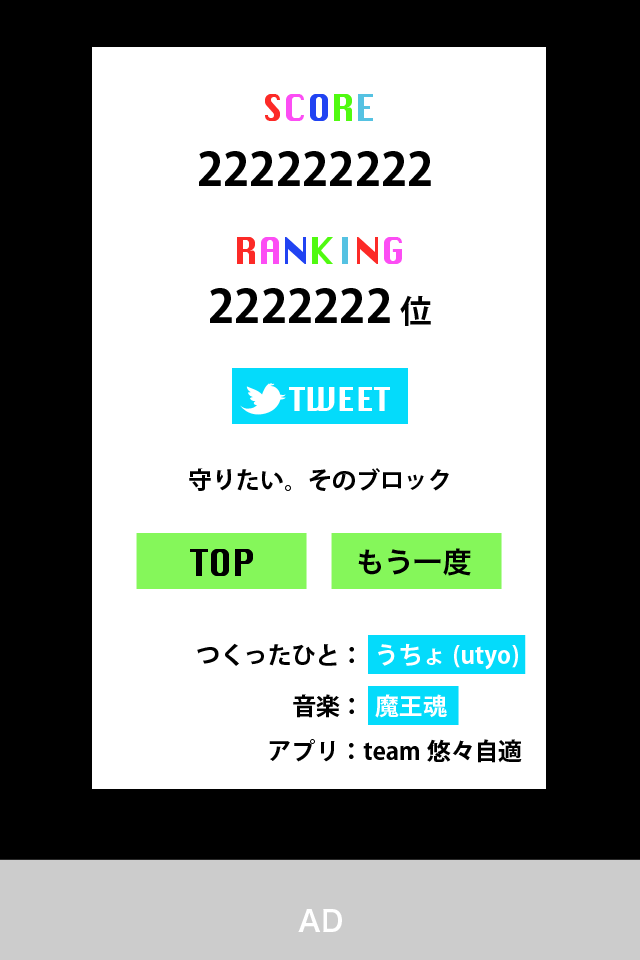 SCORE
222222222
RANKING
2222222 位
TWEET
守りたい。そのブロック
TOP
もう一度
つくったひと： うちょ (utyo)
音楽： 魔王魂
アプリ：team 悠々自適
AD